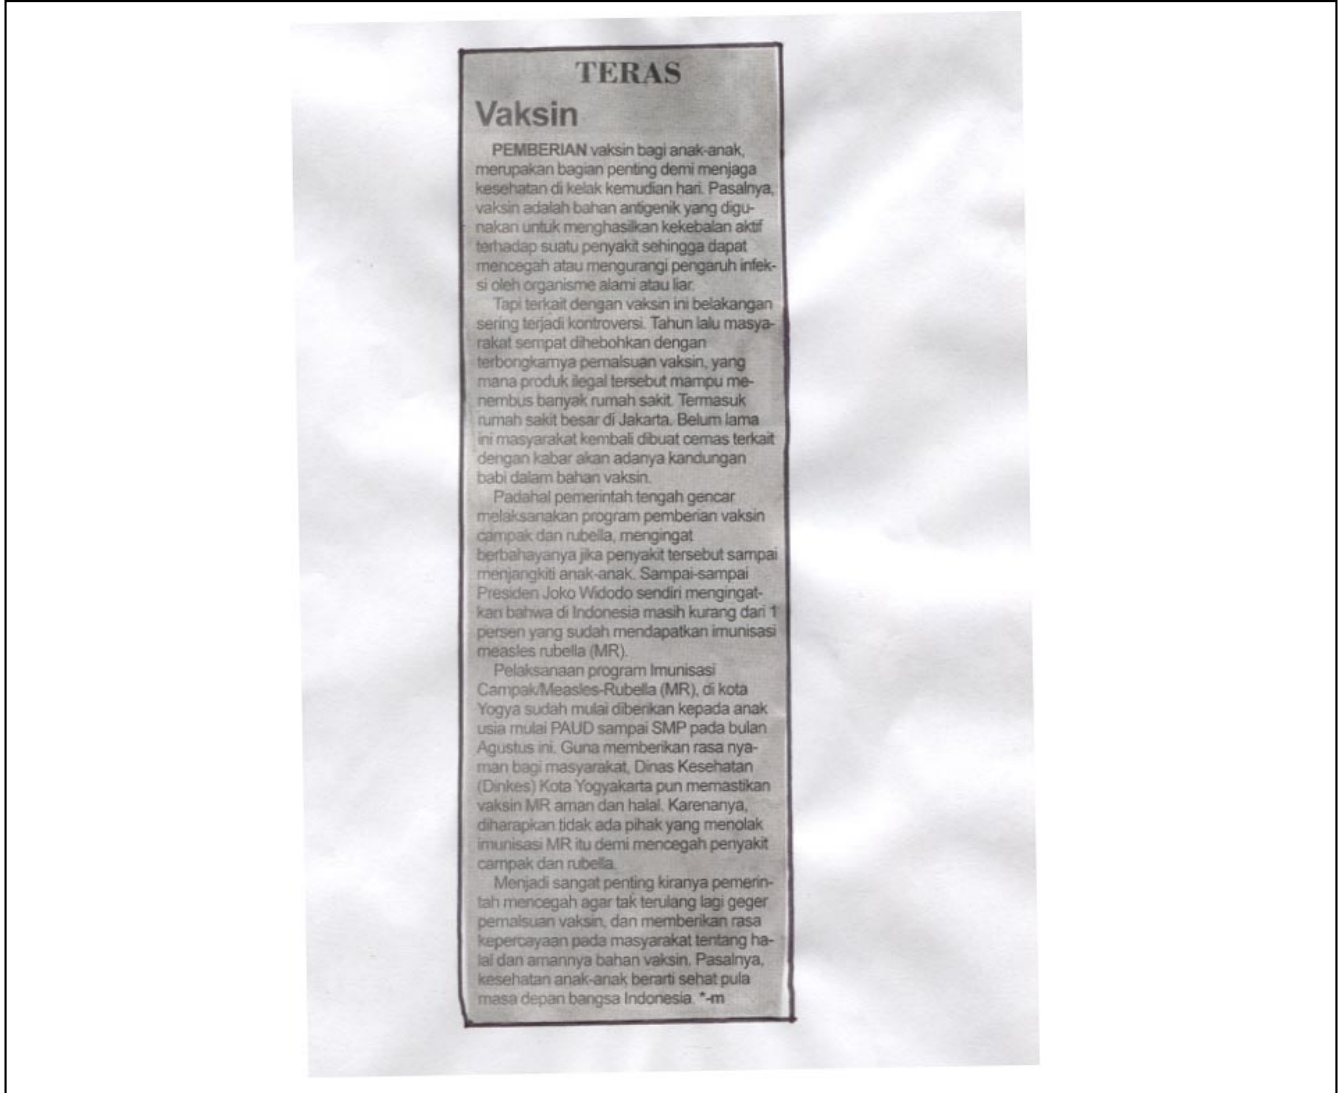 TERAS
Vaksin
PEMBERIAN vaksin bagi anak-anak,
merupakan bagian penting demi menjaga
kesehatan di kelak kemudian hari. Pasalnya,
vaksin adalah bahan antigenik yang digu-
nakan untuk menghasilkan kekebalan aktif
terhadap suatu penyakit sehingga dapat
mencegah atau mengurangi pengaruh infek-
si oleh organisme alami atau liar.
Tapi terkait dengan vaksin ini belakangan
sering terjadi kontroversi. Tahun lalu masya-
rakat sempat dihebohkan dengan
terbongkarnya pemalsuan vaksin, yang
mana produk ilegal tersebut mampu me-
nembus banyak rumah sakit. Termasuk
rumah sakit besar di Jakarta. Belum lama
ini masyarakat kembali dibuat cemas terkait
dengan kabar akan adanya kandungan
babi dalam bahan vaksin.
Padahal pemerintah tengah gencar
melaksanakan program pemberian vaksin
campak dan rubella, mengingat
berbahayanya jika penyakit tersebut sampai
menjangkiti anak-anak. Sampai-sampai
Presiden Joko Widodo sendiri mengingat-
kan bahwa di Indonesia masih kurang dari 1
persen yang sudah mendapatkan imunisasi
measles rubella (MR).
Pelaksanaan program Imunisasi
Campak/Measles-Rubella (MR), di kota
Yogya sudah mulai diberikan kepada anak
usia mulai PAUD sampai SMP pada bulan
Agustus ini. Guna memberikan rasa nya-
man bagi masyarakat, Dinas Kesehatan
(Dinkes) Kota Yogyakarta pun memastikan
vaksin MR aman dan halal. Karenanya,
diharapkan tidak ada pihak yang menolak
imunisasi MR itu demi mencegah penyakit
campak dan rubella.
Menjadi sangat penting kiranya pemerin-
tah mencegah agar tak terulang lagi geger
pemalsuan vaksin, dan memberikan rasa
kepercayaan pada masyarakat tentang ha-
lal dan amannya bahan vaksin. Pasalnya,
kesehatan anak-anak berarti sehat pula
masa depan bangsa Indonesia. *-m